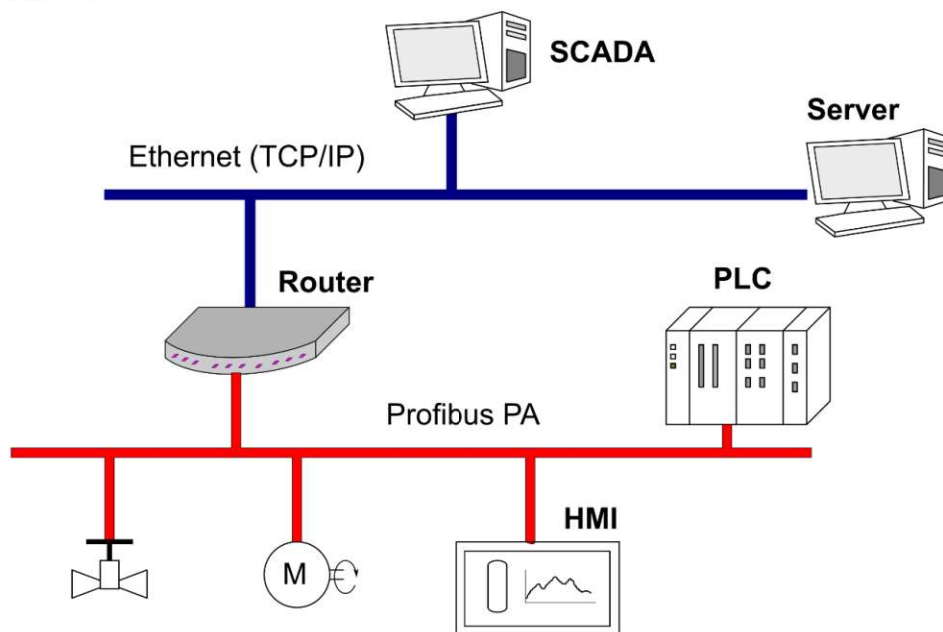 SCADA
Server
Ethernet (TCP/IP)
Router
PLC
Profibus PA
HMI
M